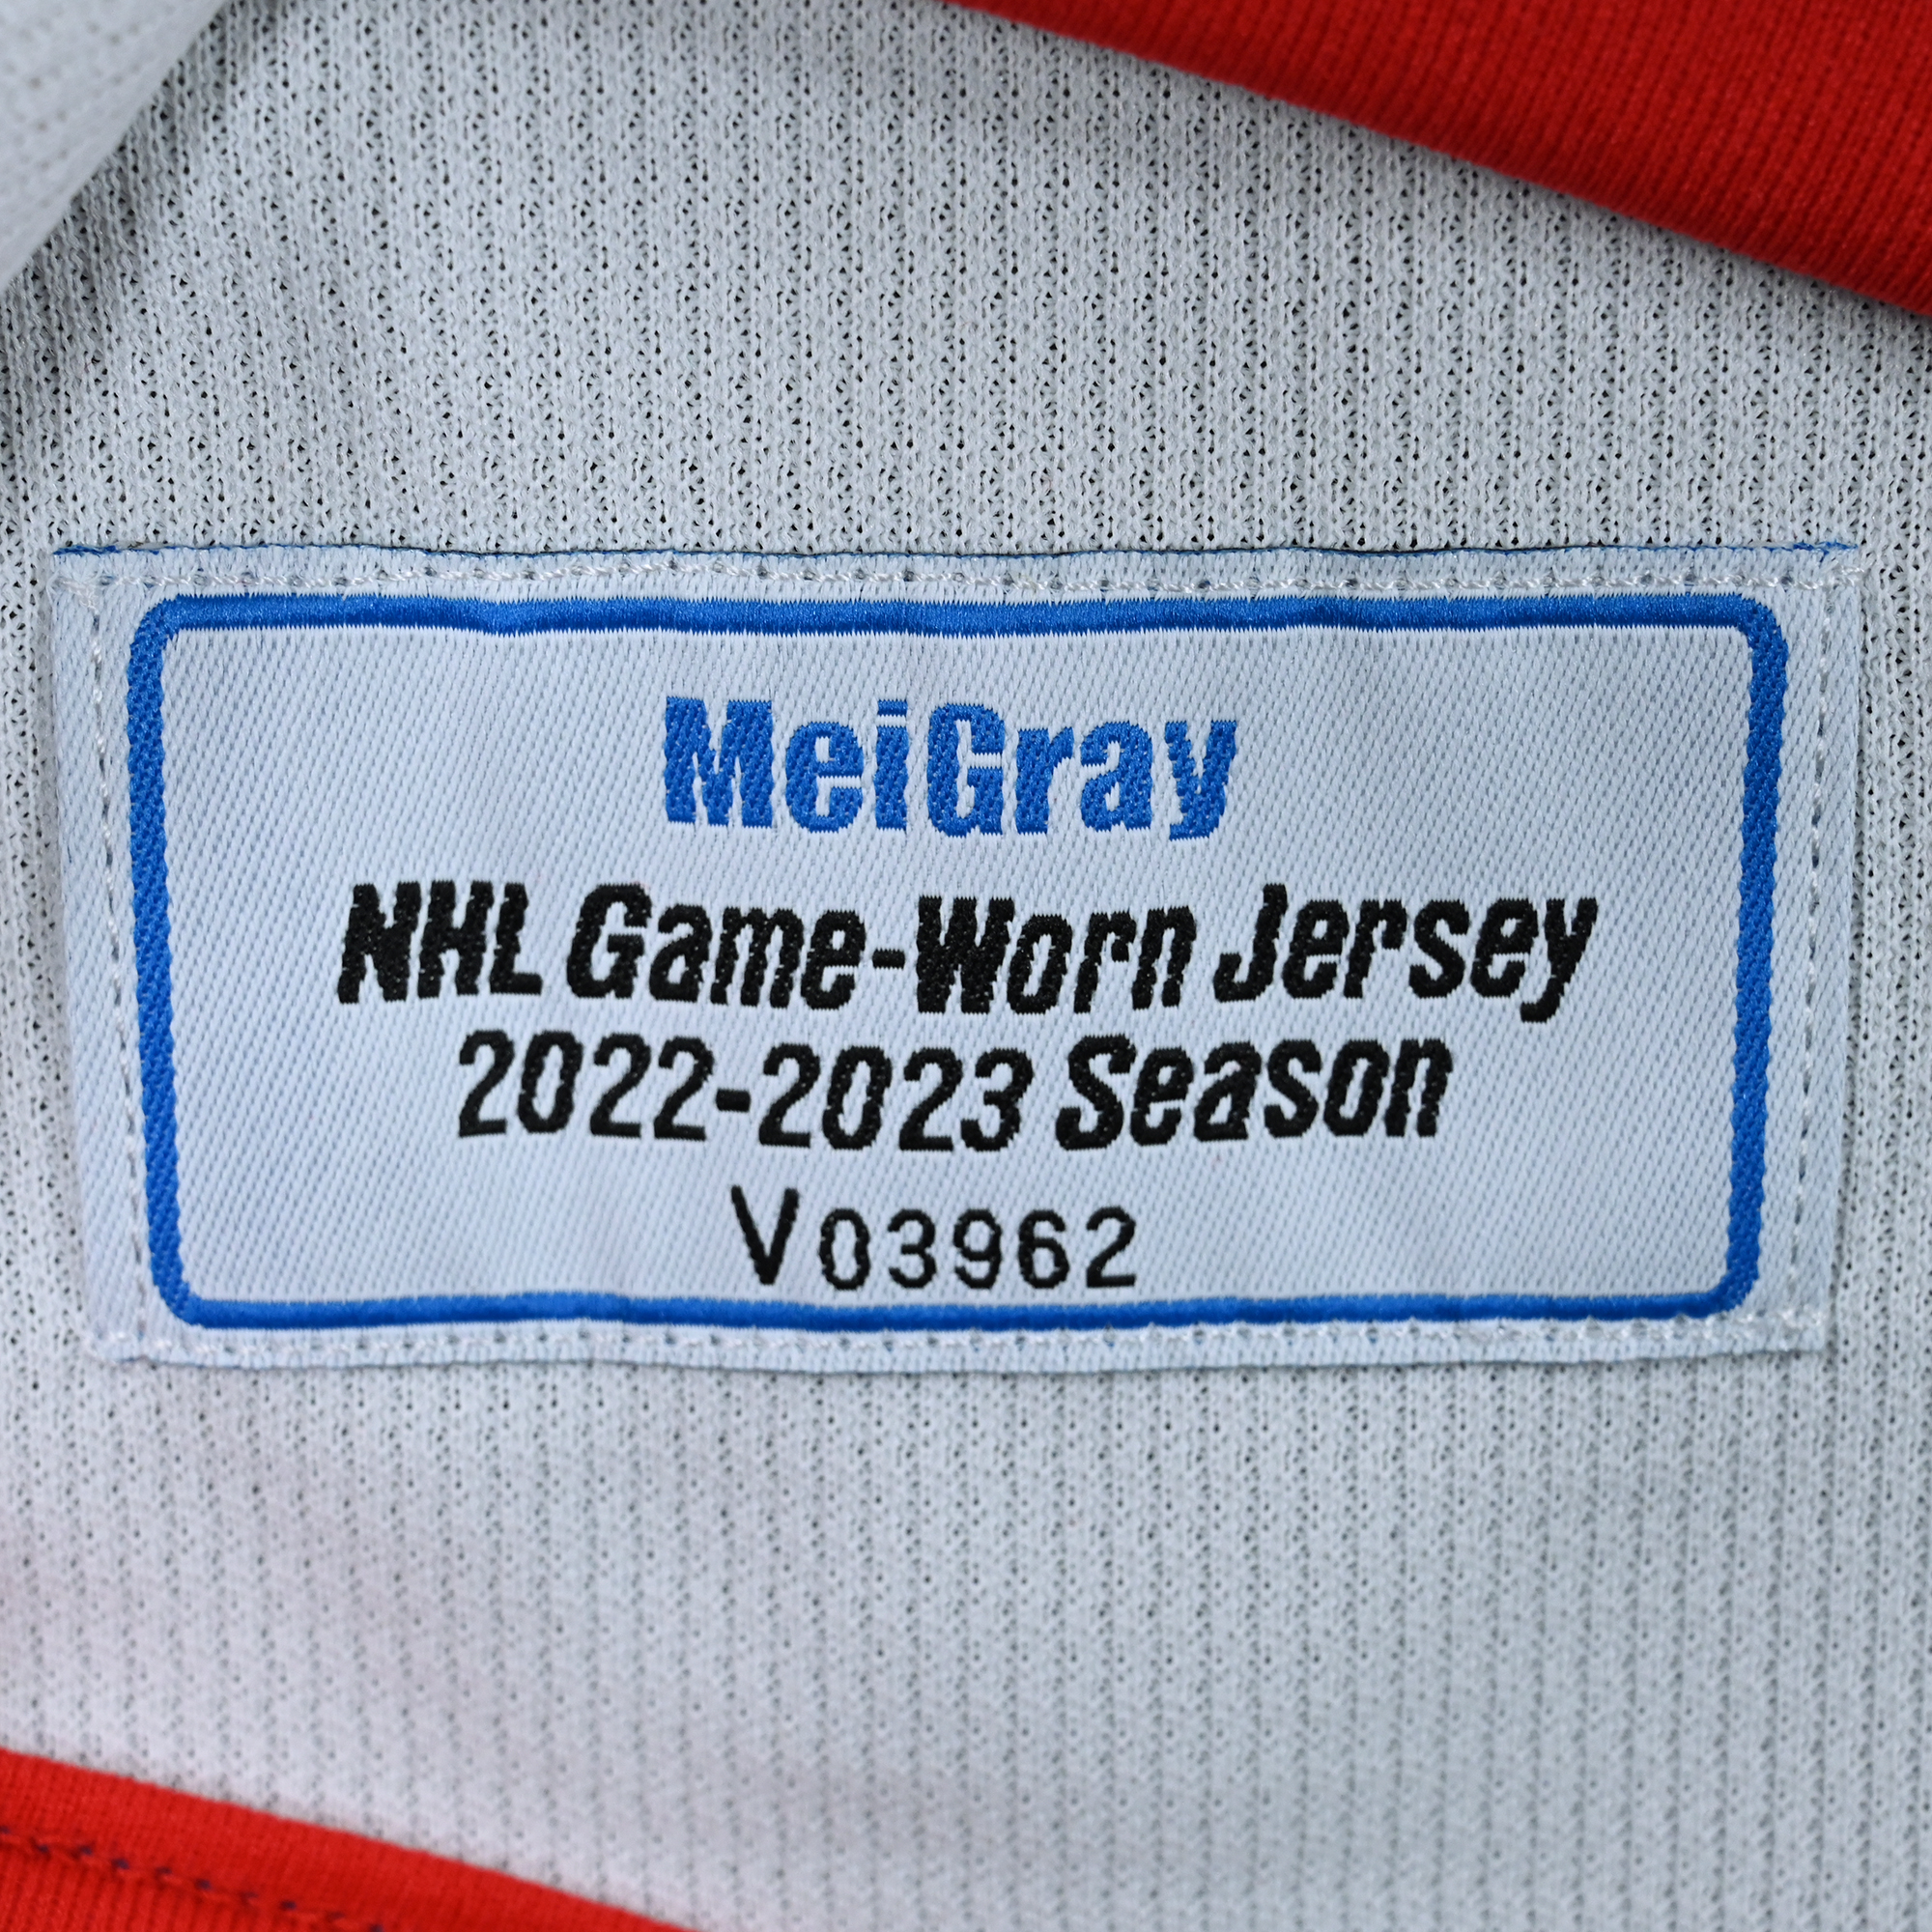 MeiGray
NHL Game-Worn Jersey
2022-2023 Season
V03962